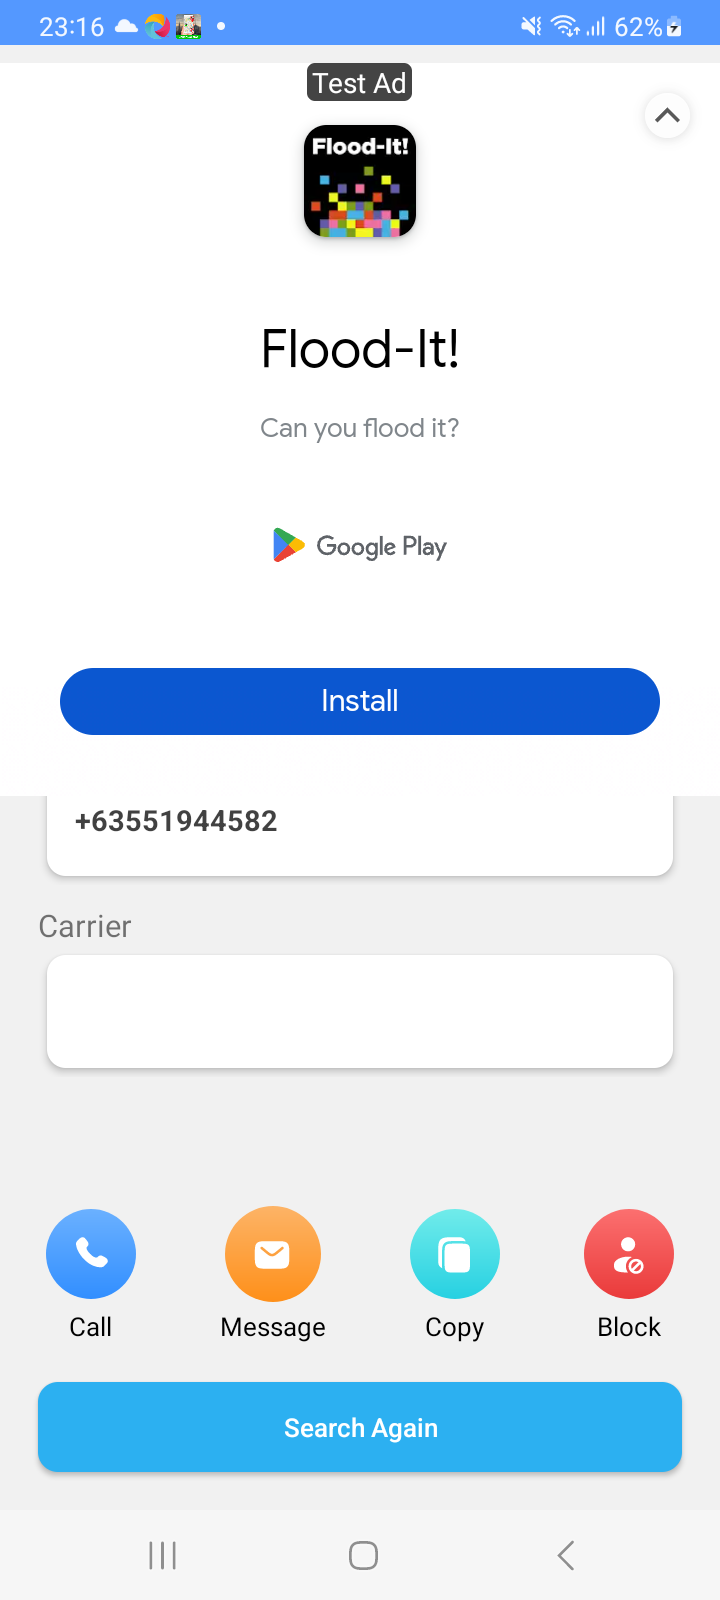 23:16
62%
Test Ad
Flood-It!
Flood-It!
Can you flood it?
Google Play
Install
+63551944582
Carrier
Call
Message
Copy
Block
Search Again